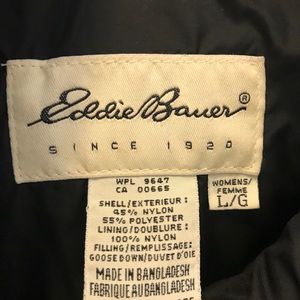 Eddie Bauer®
SINCE 1920
WPL 9647
CA 00665
SHELL/EXTERIEUR:
45% NYLON
55% POLYESTER
LINING/DOUBLURE:
100% NYLON
FILLING/REMPLISSAGE:
GOOSE DOWN/DUVET D'OIE
MADE IN BANGLADESH
FABRIQUE AU BANGLADESH
WOMENS/
FEMME
L/G